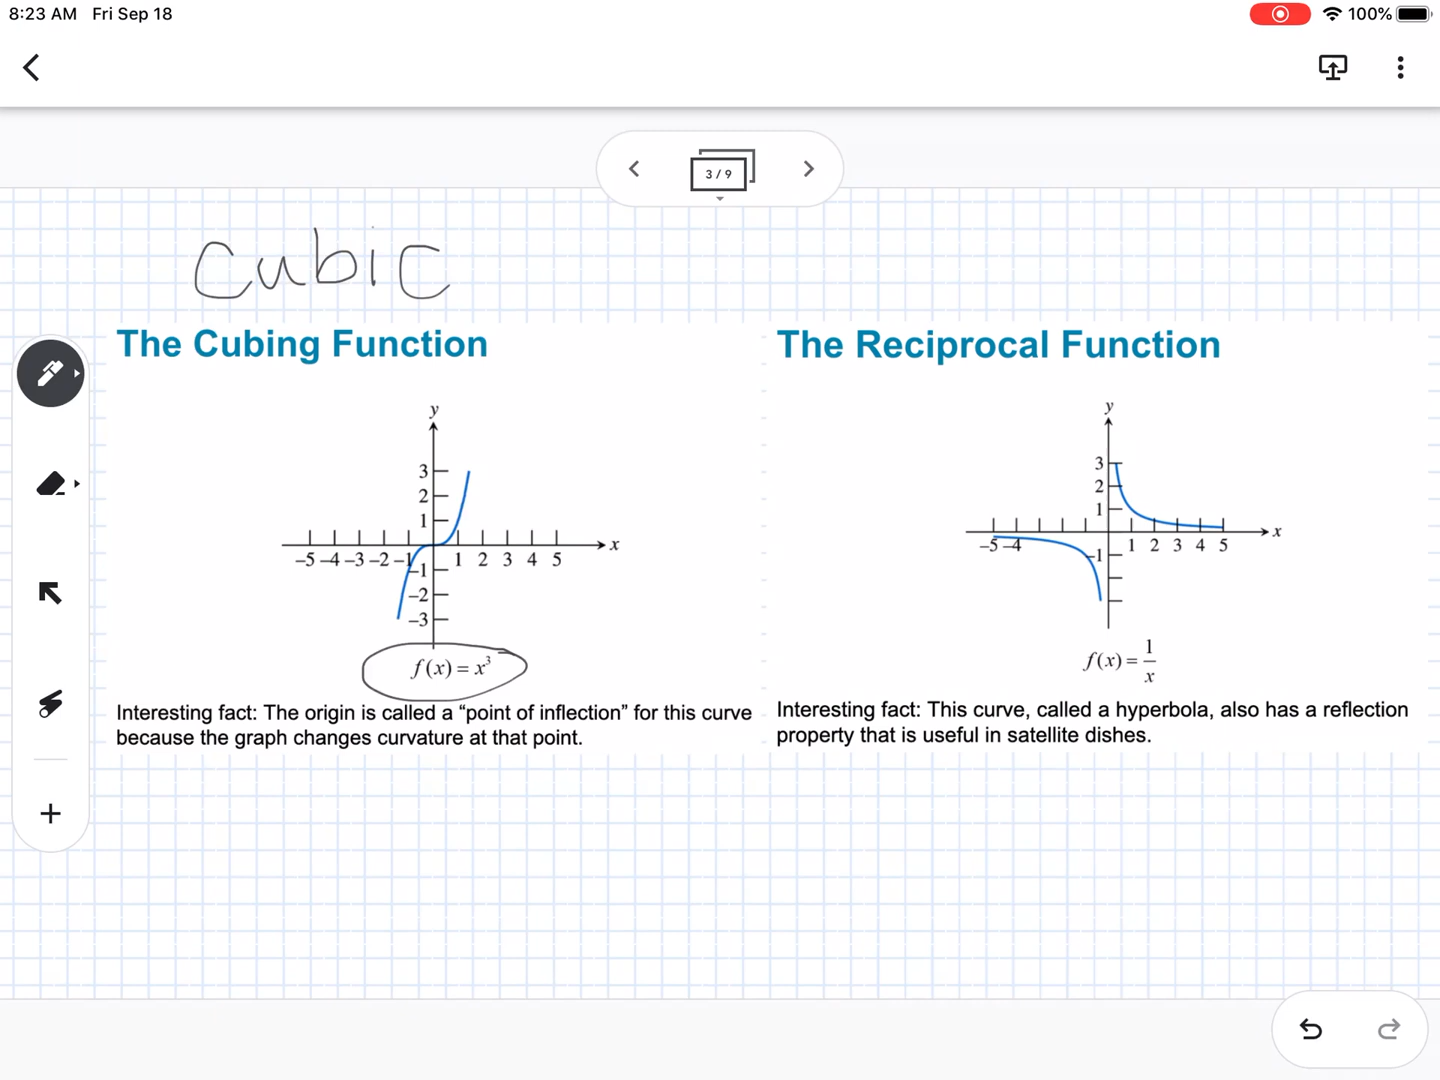 8:23 AM Fri Sep 18
100%
3 / 9
cubic
The Cubing Function
y
3
2
1
x
–5 –4 –3 –2 –1 1 2 3 4 5
–1
–2
–3
f(x) = x³
Interesting fact: The origin is called a “point of inflection” for this curve
because the graph changes curvature at that point.
The Reciprocal Function
y
3
2
1
x
–5 –4 1 2 3 4 5
–1
f(x) = 1/x
Interesting fact: This curve, called a hyperbola, also has a reflection
property that is useful in satellite dishes.